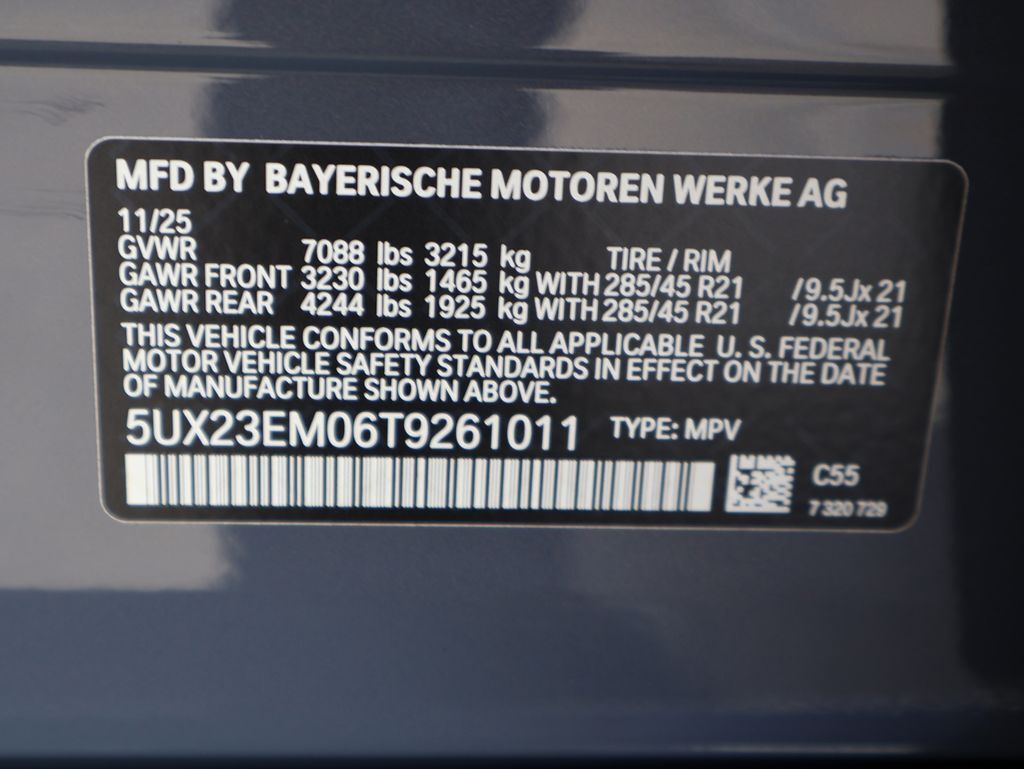 MFD BY BAYERISCHE MOTOREN WERKE AG
11/25
GVWR 7088 lbs 3215 kg TIRE / RIM
GAWR FRONT 3230 lbs 1465 kg WITH 285/45 R21 /9.5Jx 21
GAWR REAR 4244 lbs 1925 kg WITH 285/45 R21 /9.5Jx 21
THIS VEHICLE CONFORMS TO ALL APPLICABLE U. S. FEDERAL
MOTOR VEHICLE SAFETY STANDARDS IN EFFECT ON THE DATE
OF MANUFACTURE SHOWN ABOVE.
5UX23EM06T9261011 TYPE: MPV
C55
7 320 729